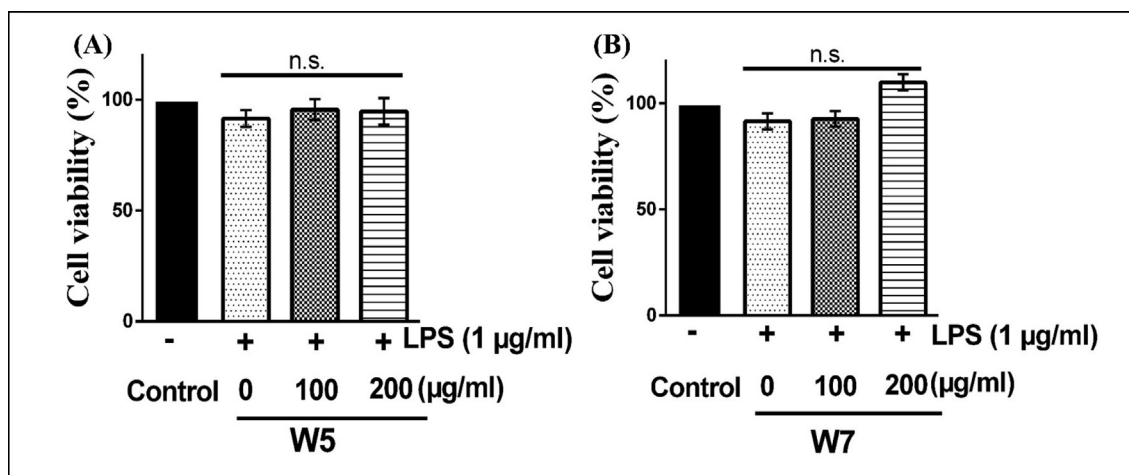 (A)
n.s.
Cell viability (%)
100
50
0
- + + + LPS (1 µg/ml)
Control 0 100 200 (µg/ml)
W5
(B)
n.s.
Cell viability (%)
100
50
0
- + + + LPS (1 µg/ml)
Control 0 100 200 (µg/ml)
W7